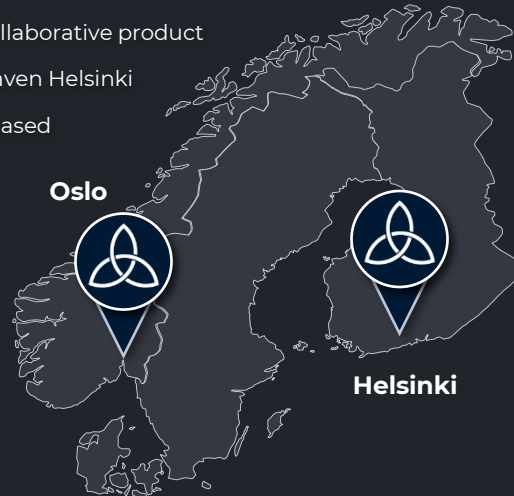 llaborative product
aven Helsinki
ased
Oslo
Helsinki